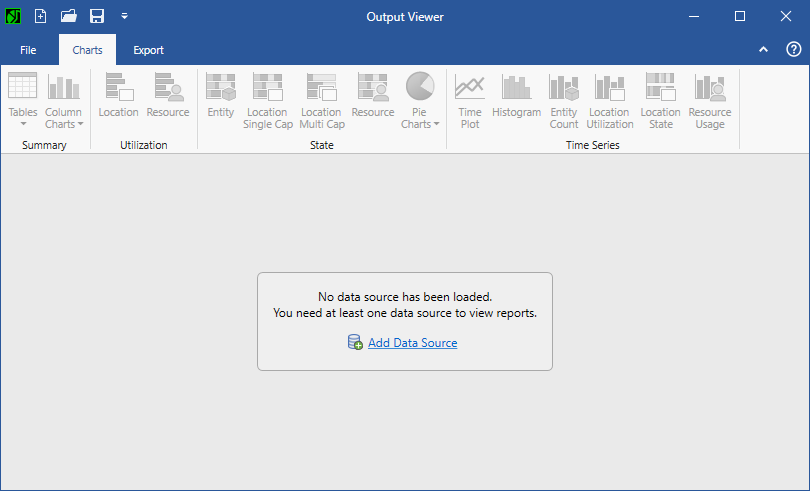 Output Viewer
File Charts Export
Tables Column Charts Location Resource Entity Location Single Cap Location Multi Cap Resource Pie Charts Time Plot Histogram Entity Count Location Utilization Location State Resource Usage
Summary Utilization State Time Series
No data source has been loaded.
You need at least one data source to view reports.
Add Data Source